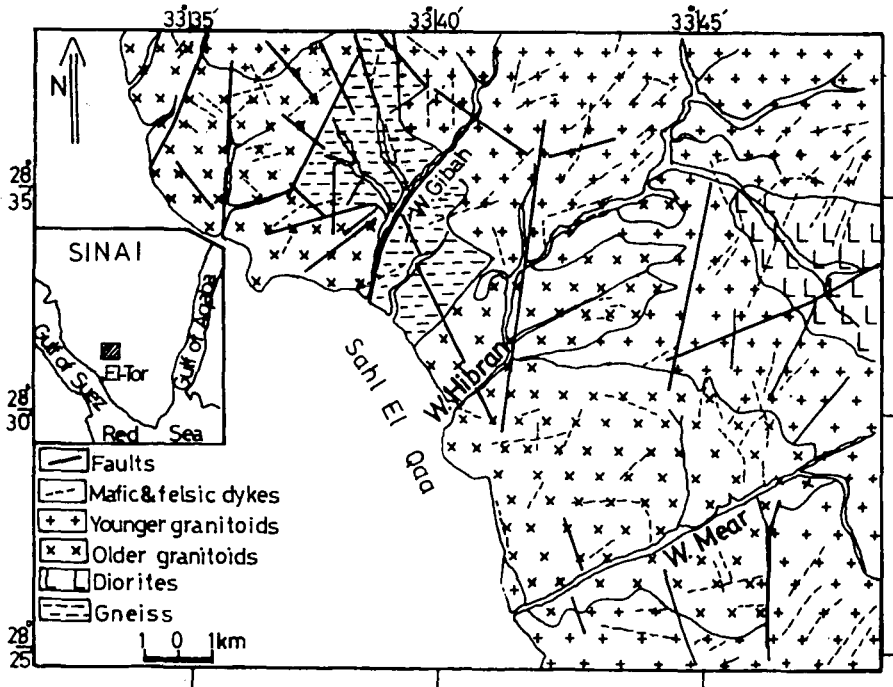 33°35'
33°40'
33°45'
N
28°
35'
W. Giban
SINAI
Gulf of Suez
Gulf of Aqaba
El-Tor
Red Sea
Sahl El Qaa
W. Hibran
28°
30'
W. Mear
Faults
Mafic & felsic dykes
Younger granitoids
Older granitoids
Diorites
Gneiss
1 0 1km
28°
25'